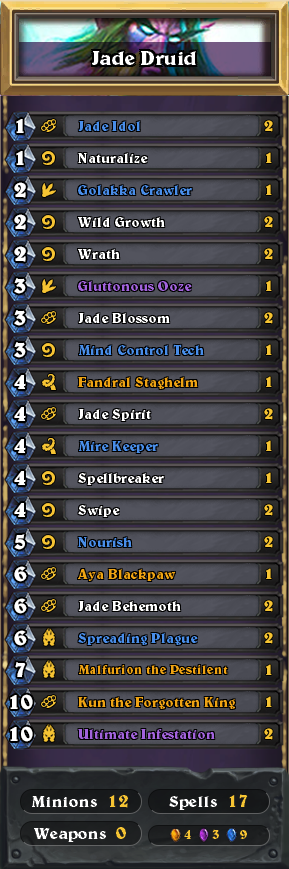 Jade Druid
1 Jade Idol 2
1 Naturalize 1
2 Golakka Crawler 1
2 Wild Growth 2
2 Wrath 2
3 Gluttonous Ooze 1
3 Jade Blossom 2
3 Mind Control Tech 1
4 Fandral Staghelm 1
4 Jade Spirit 2
4 Mire Keeper 1
4 Spellbreaker 1
4 Swipe 2
5 Nourish 2
6 Aya Blackpaw 1
6 Jade Behemoth 2
6 Spreading Plague 2
7 Malfurion the Pestilent 1
10 Kun the Forgotten King 1
10 Ultimate Infestation 2
Minions 12 Spells 17
Weapons 0 4 3 9